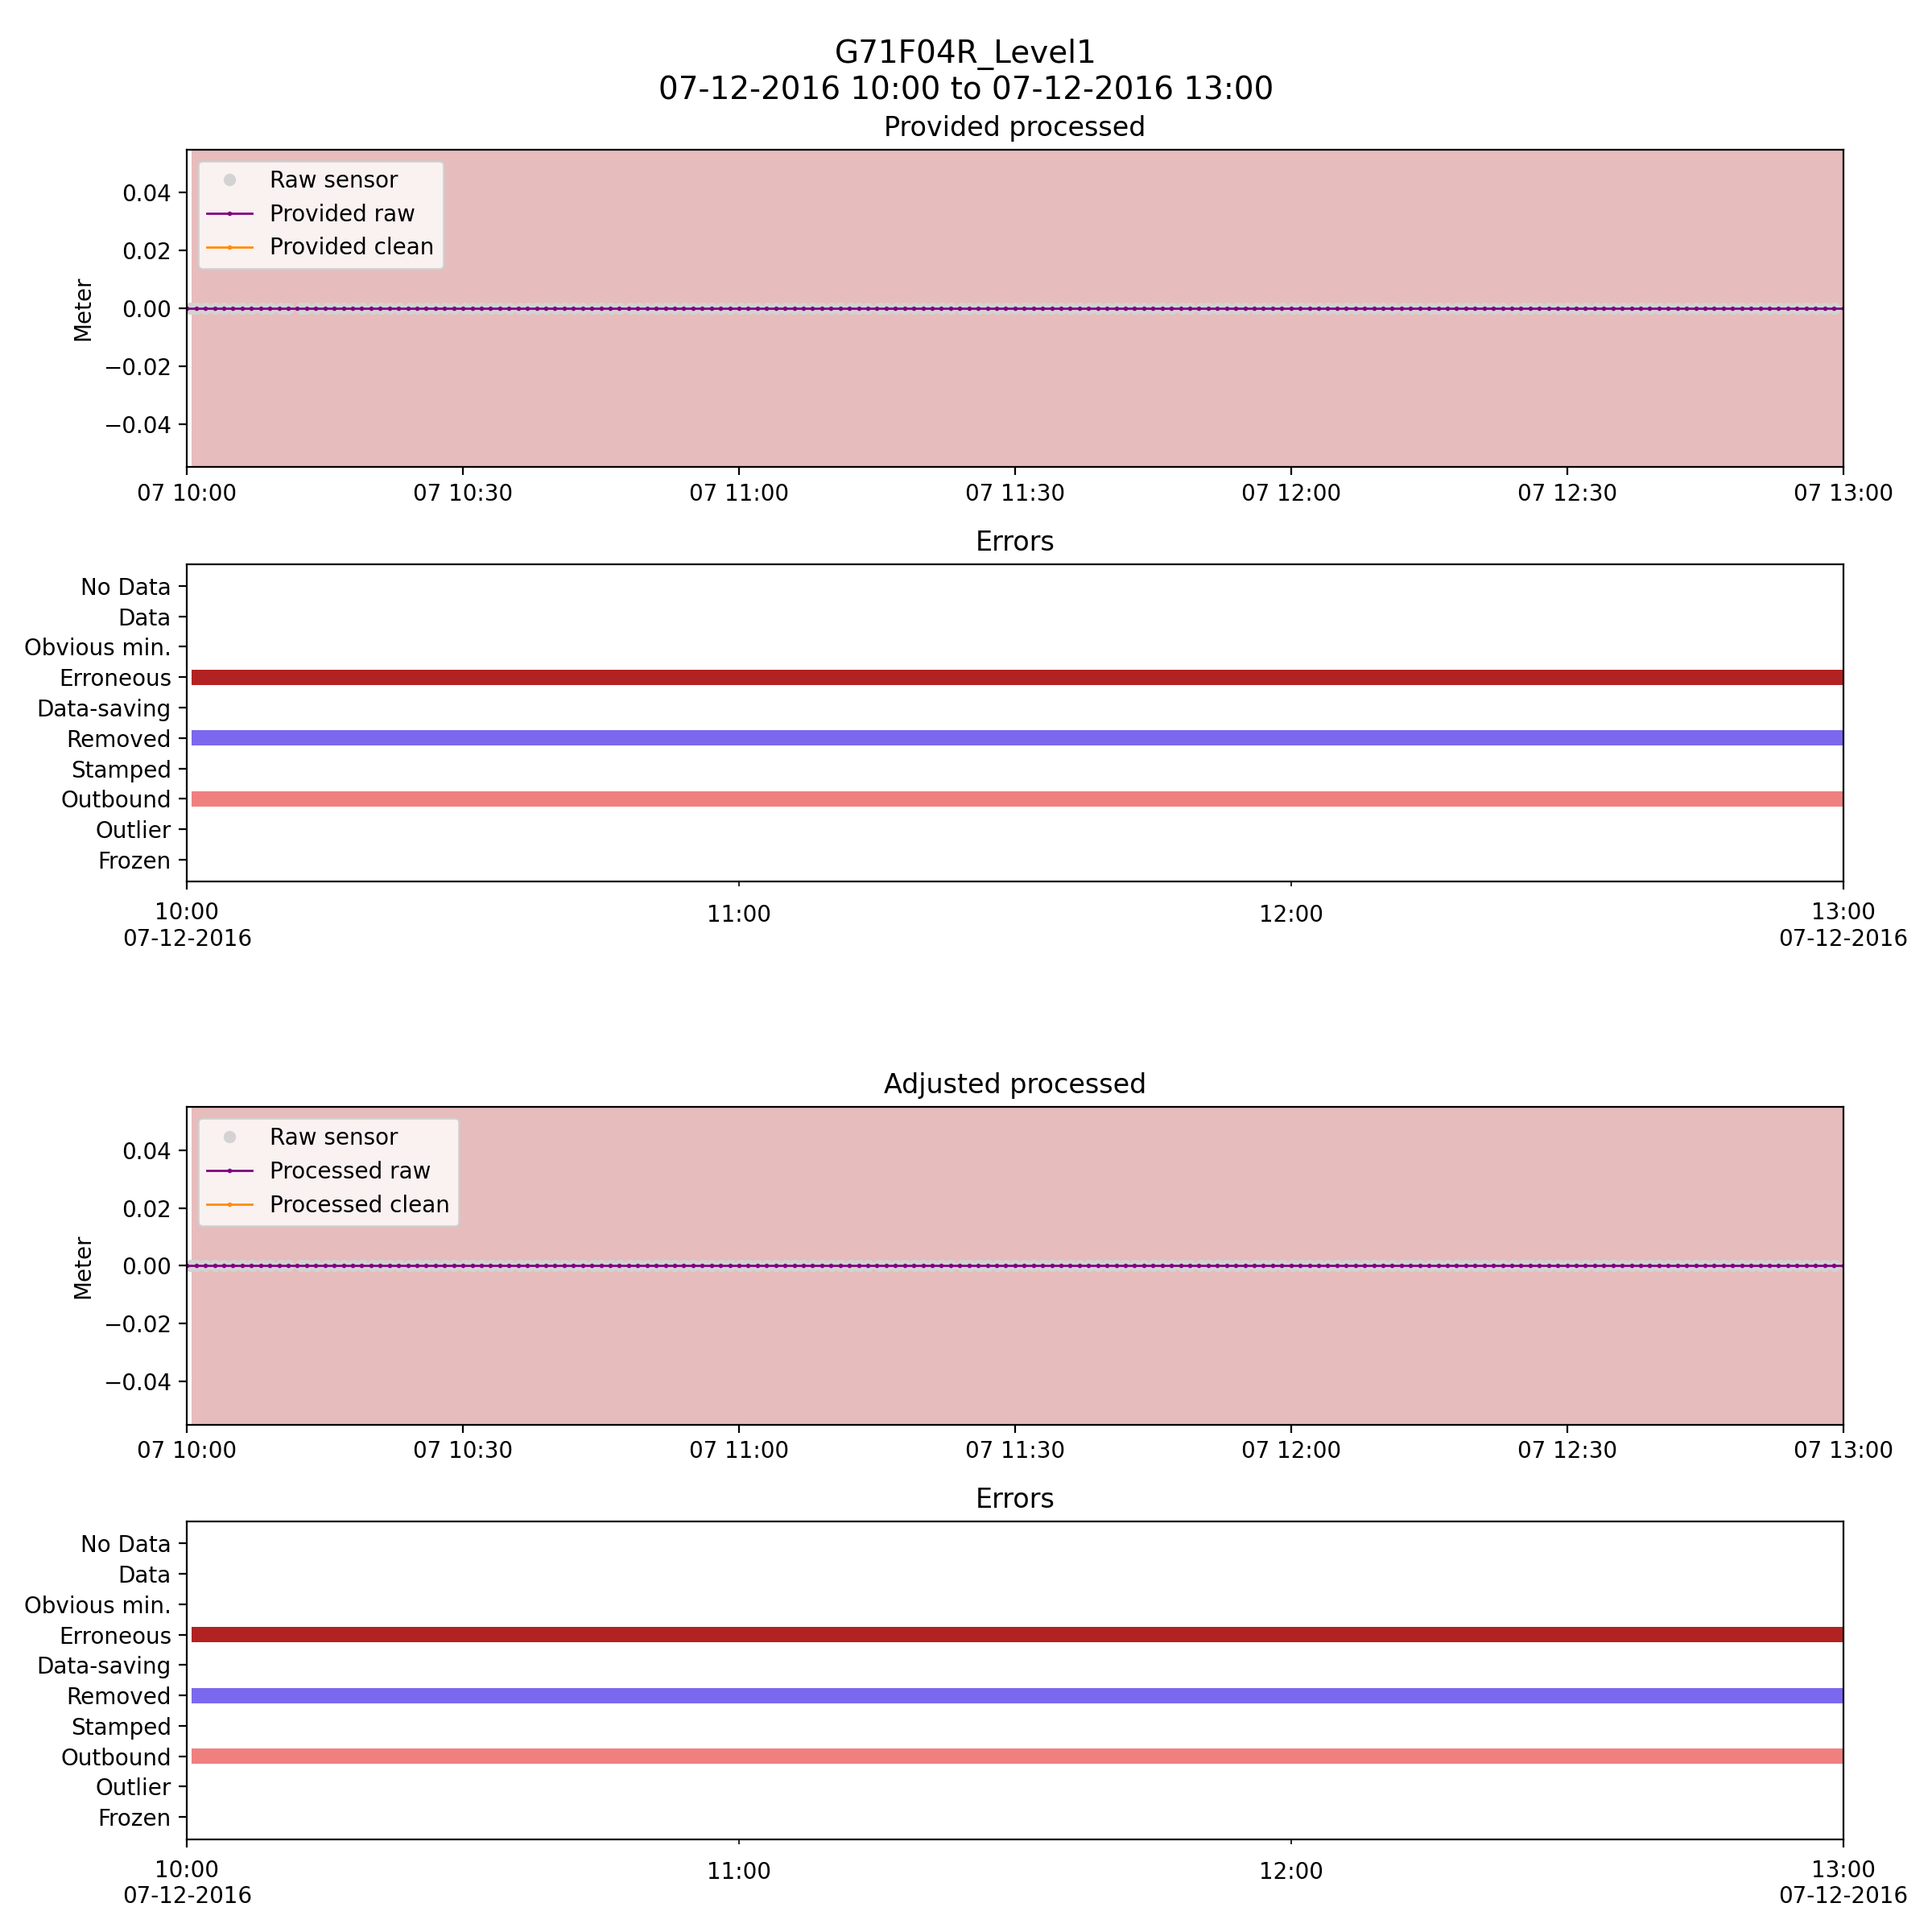 G71F04R_Level1
07-12-2016 10:00 to 07-12-2016 13:00
Provided processed
Raw sensor
Provided raw
Provided clean
Meter
0.04
0.02
0.00
−0.02
−0.04
07 10:00 07 10:30 07 11:00 07 11:30 07 12:00 07 12:30 07 13:00
Errors
No Data
Data
Obvious min.
Erroneous
Data-saving
Removed
Stamped
Outbound
Outlier
Frozen
10:00 11:00 12:00 13:00
07-12-2016 07-12-2016
Adjusted processed
Raw sensor
Processed raw
Processed clean
Meter
0.04
0.02
0.00
−0.02
−0.04
07 10:00 07 10:30 07 11:00 07 11:30 07 12:00 07 12:30 07 13:00
Errors
No Data
Data
Obvious min.
Erroneous
Data-saving
Removed
Stamped
Outbound
Outlier
Frozen
10:00 11:00 12:00 13:00
07-12-2016 07-12-2016